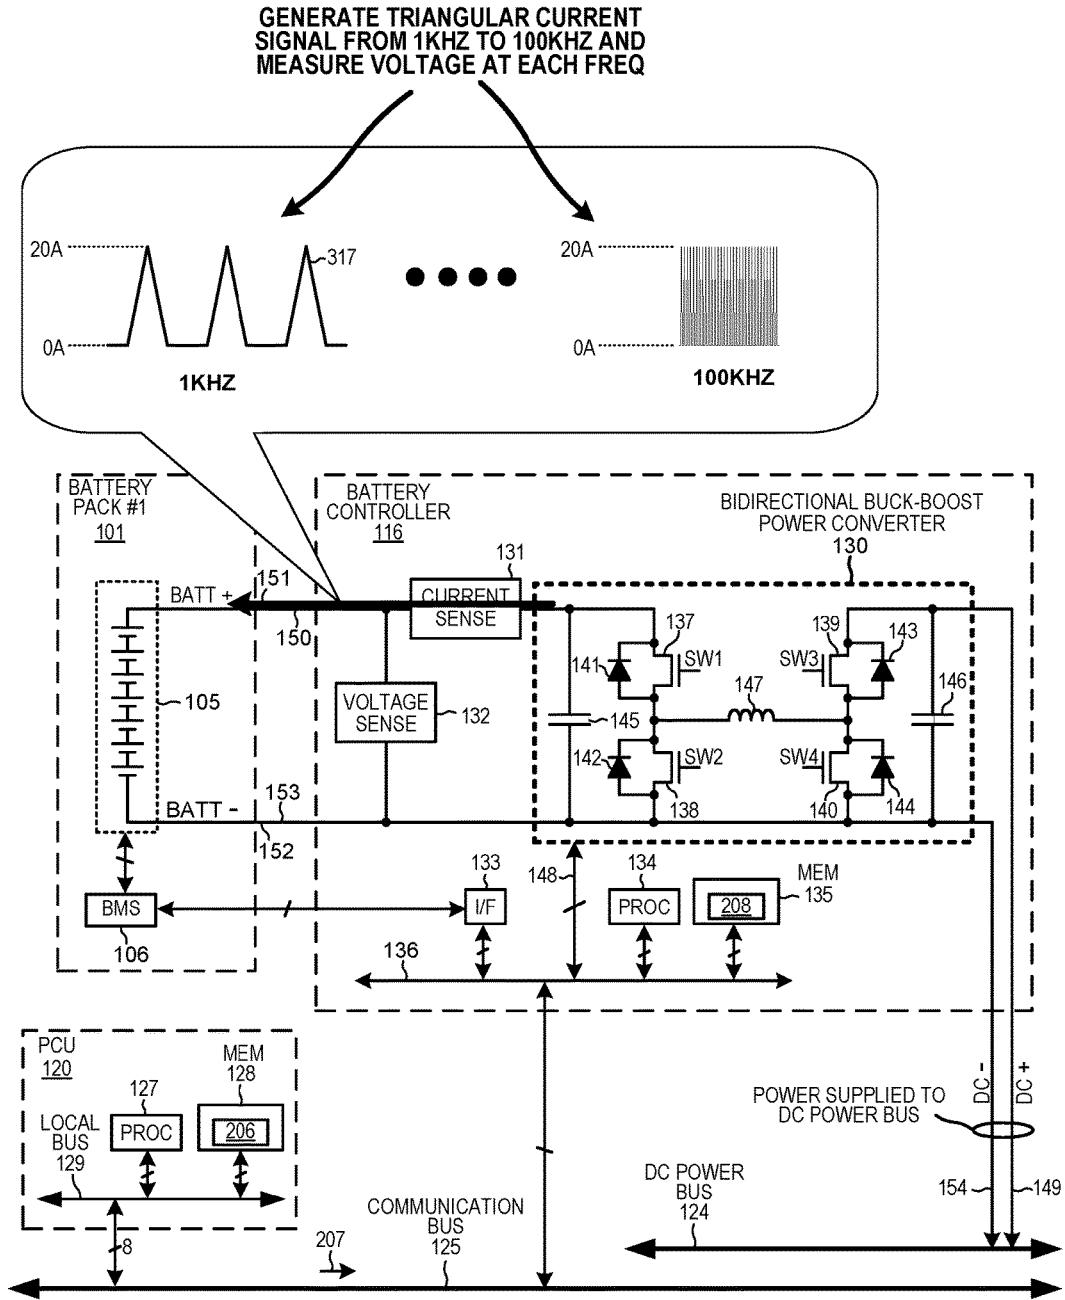 GENERATE TRIANGULAR CURRENT
SIGNAL FROM 1KHZ TO 100KHZ AND
MEASURE VOLTAGE AT EACH FREQ
20A
317
20A
0A
0A
1KHZ
100KHZ
BATTERY
PACK #1
101
BATTERY
CONTROLLER
116
BIDIRECTIONAL BUCK-BOOST
POWER CONVERTER
130
131
BATT +
151
150
CURRENT
SENSE
137
139
143
141
SW1
SW3
147
146
105
VOLTAGE
SENSE
132
145
142
SW2
SW4
138
140
144
BATT -
153
152
133
148
134
MEM
135
BMS
I/F
PROC
208
106
136
PCU
120
MEM
128
127
LOCAL
BUS
129
PROC
206
DC -
DC +
POWER SUPPLIED TO
DC POWER BUS
DC POWER
BUS
124
154
149
COMMUNICATION
BUS
125
8
207